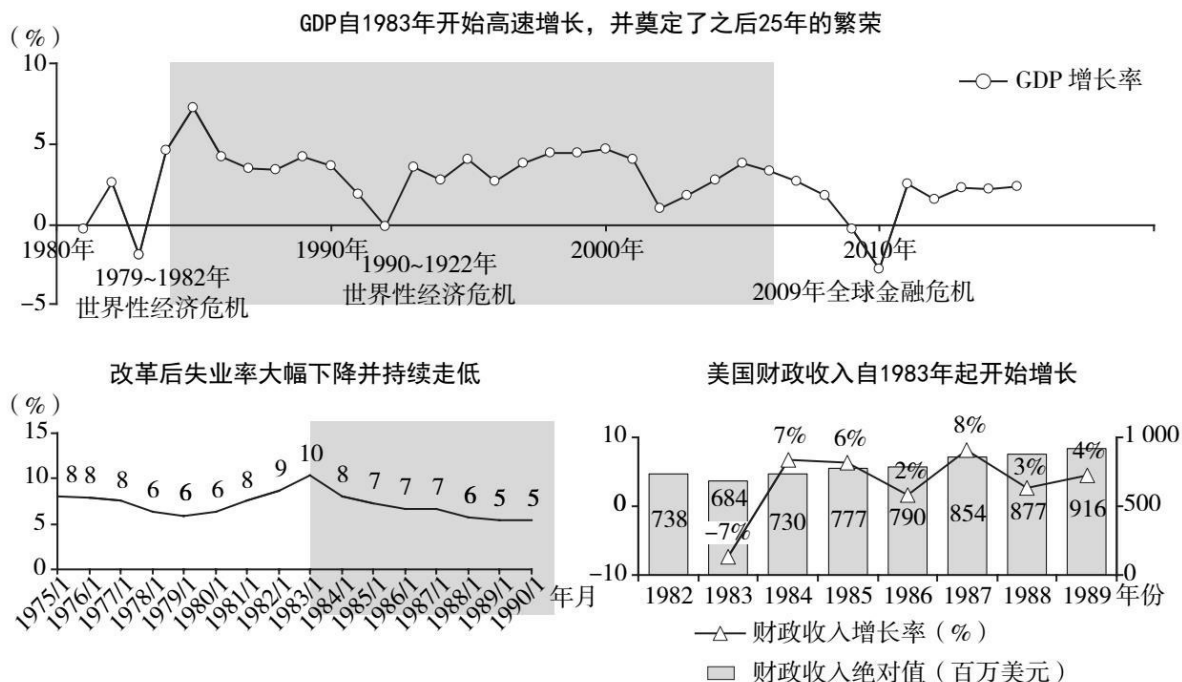 GDP自1983年开始高速增长，并奠定了之后25年的繁荣
（%）
10
GDP 增长率
5
0
1980年 1990年 2000年 2010年
1979~1982年
世界性经济危机
1990~1922年
世界性经济危机
2009年全球金融危机
−5
改革后失业率大幅下降并持续走低
（%）
15
10
5
0
8 8 8 6 6 6 8 9 10 8 7 7 7 6 5 5
1975/1 1976/1 1977/1 1978/1 1979/1 1980/1 1981/1 1982/1 1983/1 1984/1 1985/1 1986/1 1987/1 1988/1 1989/1 1990/1 年月
美国财政收入自1983年起开始增长
10
0
−10
1 000
500
0
−7% 7% 6% 2% 8% 3% 4%
738 684 730 777 790 854 877 916
1982 1983 1984 1985 1986 1987 1988 1989 年份
财政收入增长率（%）
财政收入绝对值（百万美元）